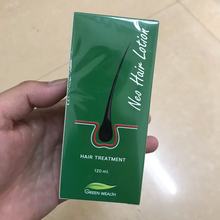 Neo Hair Lotion
HAIR TREATMENT
120 ml.
GREEN WEALTH